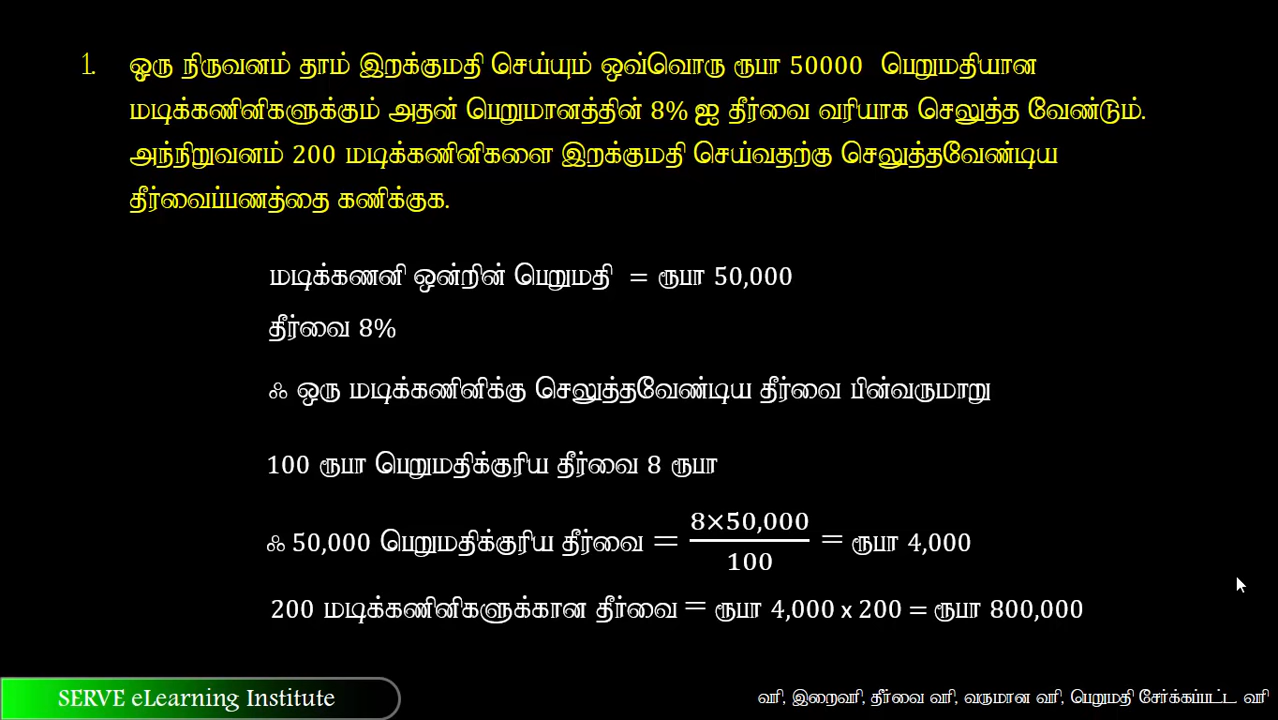 1. ஒரு நிருவனம் தாம் இறக்குமதி செய்யும் ஒவ்வொரு ரூபா 50000 பெறுமதியான
மடிக்கணினிகளுக்கும் அதன் பெறுமானத்தின் 8% ஐ தீர்வை வரியாக செலுத்த வேண்டும்.
அந்நிறுவனம் 200 மடிக்கணினிகளை இறக்குமதி செய்வதற்கு செலுத்தவேண்டிய
தீர்வைப்பணத்தை கணிக்குக.
மடிக்கணனி ஒன்றின் பெறுமதி = ரூபா 50,000
தீர்வை 8%
ஃ ஒரு மடிக்கணினிக்கு செலுத்தவேண்டிய தீர்வை பின்வருமாறு
100 ரூபா பெறுமதிக்குரிய தீர்வை 8 ரூபா
ஃ 50,000 பெறுமதிக்குரிய தீர்வை = 8×50,000/100 = ரூபா 4,000
200 மடிக்கணினிகளுக்கான தீர்வை = ரூபா 4,000 x 200 = ரூபா 800,000
SERVE eLearning Institute
வரி, இறைவரி, தீர்வை வரி, வருமான வரி, பெறுமதி சேர்க்கப்பட்ட வரி